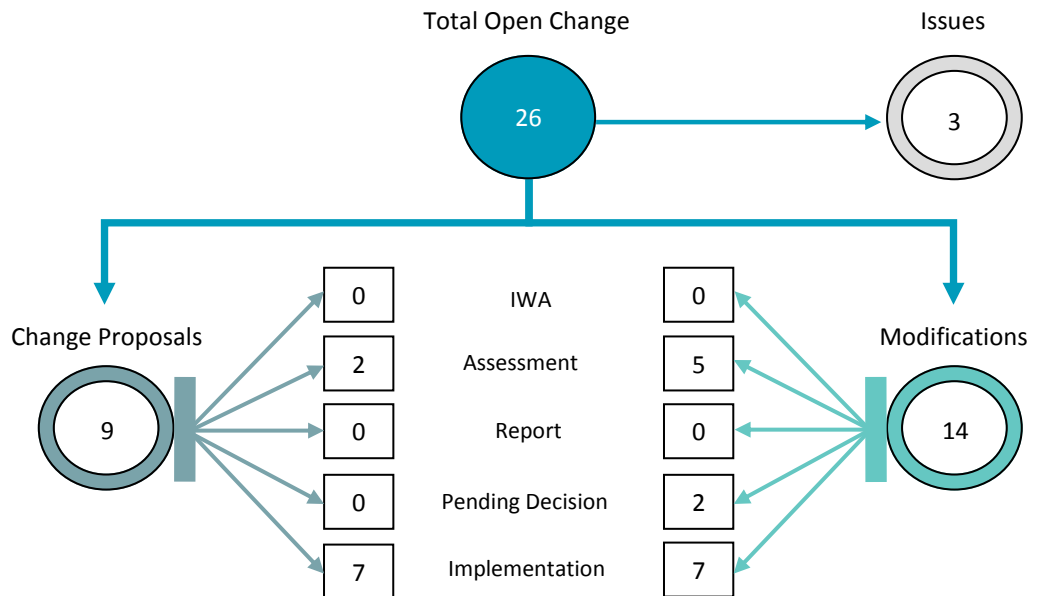 Total Open Change
Issues
26
3
0
IWA
0
Change Proposals
Modifications
2
Assessment
5
9
0
Report
0
14
0
Pending Decision
2
7
Implementation
7